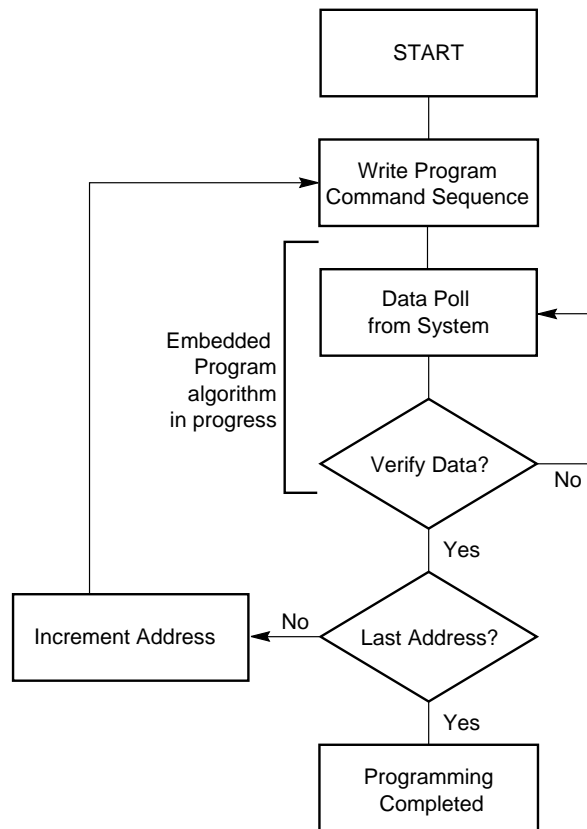 START
Write Program
Command Sequence
Data Poll
from System
Embedded
Program
algorithm
in progress
Verify Data?
No
Yes
Last Address?
No
Increment Address
Yes
Programming
Completed